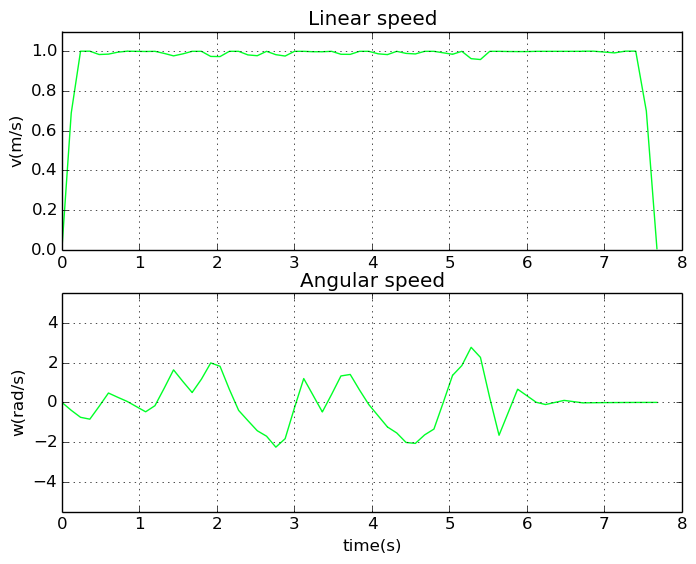 Linear speed
1.0
0.8
0.6
0.4
0.2
0.0
v(m/s)
0 1 2 3 4 5 6 7 8
Angular speed
4
2
0
−2
−4
w(rad/s)
0 1 2 3 4 5 6 7 8
time(s)